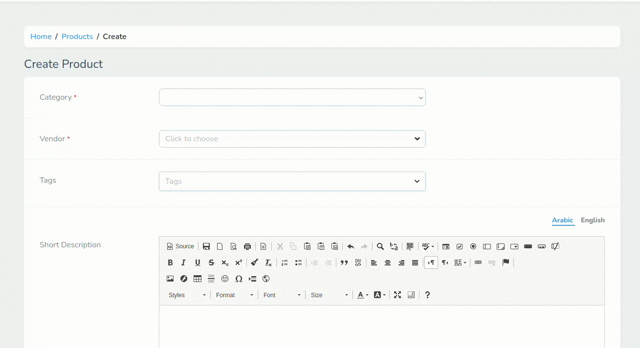 Home / Products / Create
Create Product
Category *
Vendor *
Click to choose
Tags
Tags
Arabic English
Short Description
Source
Styles Format Font Size